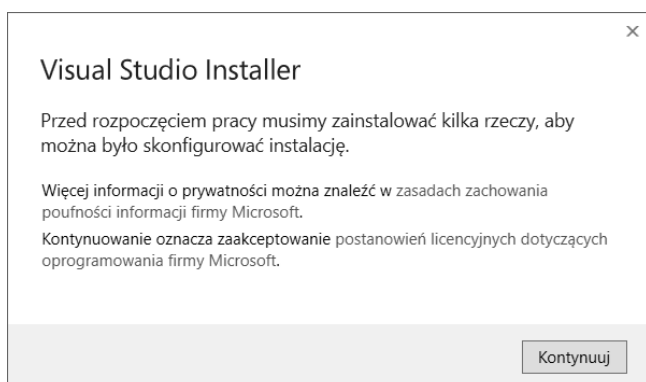 Visual Studio Installer
Przed rozpoczęciem pracy musimy zainstalować kilka rzeczy, aby
można było skonfigurować instalację.
Więcej informacji o prywatności można znaleźć w zasadach zachowania
poufności informacji firmy Microsoft.
Kontynuowanie oznacza zaakceptowanie postanowień licencyjnych dotyczących
oprogramowania firmy Microsoft.
Kontynuuj